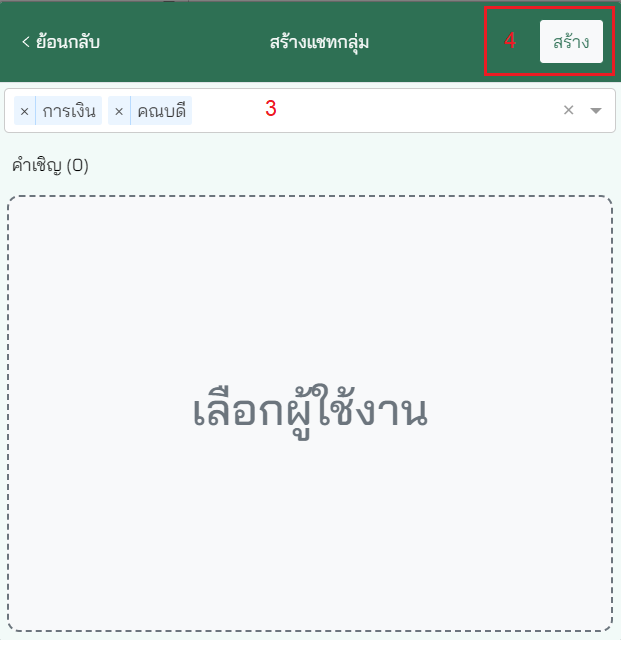 < ย้อนกลับ สร้างแชทกลุ่ม 4 สร้าง
× การเงิน × คณบดี 3 ×
คำเชิญ (0)
เลือกผู้ใช้งาน